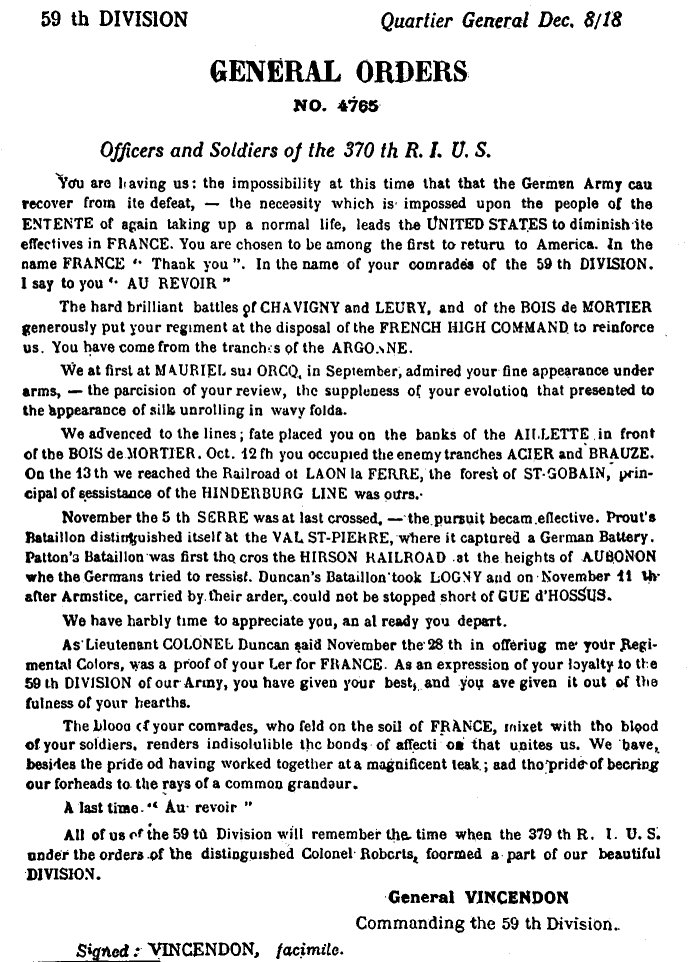 59 th DIVISION Quartier General Dec. 8/18
GENERAL ORDERS
NO. 4765
Officers and Soldiers of the 370 th R. I. U. S.
You are leaving us: the impossibility at this time that that the Germen Army cau
recover from ite defeat, — the necesity which is impossed upon the people of the
ENTENTE of again taking up a normal life, leads the UNITED STATES to diminish ite
effectives in FRANCE. You are chosen to be among the first to returu to America. In the
name FRANCE “ Thank you ”. In the name of your comrades of the 59 th DIVISION.
I say to you “ AU REVOIR ”
The hard brilliant battles of CHAVIGNY and LEURY, and of the BOIS de MORTIER
generously put your regiment at the disposal of the FRENCH HIGH COMMAND to reinforce
us. You have come from the tranches of the ARGONNE.
We at first at MAURIEL suı ORCQ, in September, admired your fine appearance under
arms, — the parcision of your review, the suppleness of your evolution that presented to
the appearance of silk unrolling in wavy folda.
We advenced to the lines; fate placed you on the banks of the AILLETTE in front
of the BOIS de MORTIER. Oct. 12 fh you occupied the enemy tranches ACIER and BRAUZE.
On the 13 th we reached the Railroad ot LAON la FERRE, the forest of ST-GOBAIN, prin-
cipal of sessistance of the HINDERBURG LINE was ours.
November the 5 th SERRE was at last crossed, — the pursuit becam effective. Prout's
Bataillon distinguished itself at the VAL ST-PIERRE, where it captured a German Battery.
Patton's Bataillon was first tho cros the HIRSON RAILROAD at the heights of AUBONON
whe the Germans tried to ressist. Duncan's Bataillon took LOGNY and on November 11 th
after Armstice, carried by their arder, could not be stopped short of GUE d'HOSSUS.
We have harbly time to appreciate you, an al ready you depart.
As Lieutenant COLONEL Duncan said November the 28 th in offeriug me your Regi-
mental Colors, was a proof of your Ler for FRANCE. As an expression of your loyalty to the
59 th DIVISION of our Army, you have given your best, and you ave given it out of the
fulness of your hearths.
The blood of your comrades, who feld on the soil of FRANCE, mixet with tho blood
of your soldiers, renders indisolulible the bonds of affecti on that unites us. We have,
besides the pride od having worked together at a magnificent teak; aad tho pride of becring
our forheads to the rays of a common grandaur.
A last time “ Au revoir ”
All of us of the 59 tû Division will remember the time when the 379 th R. I. U. S.
under the orders of the distinguished Colonel Roberts, foormed a part of our beautiful
DIVISION.
General VINCENDON
Commanding the 59 th Division.
Signed: VINCENDON, facimile.